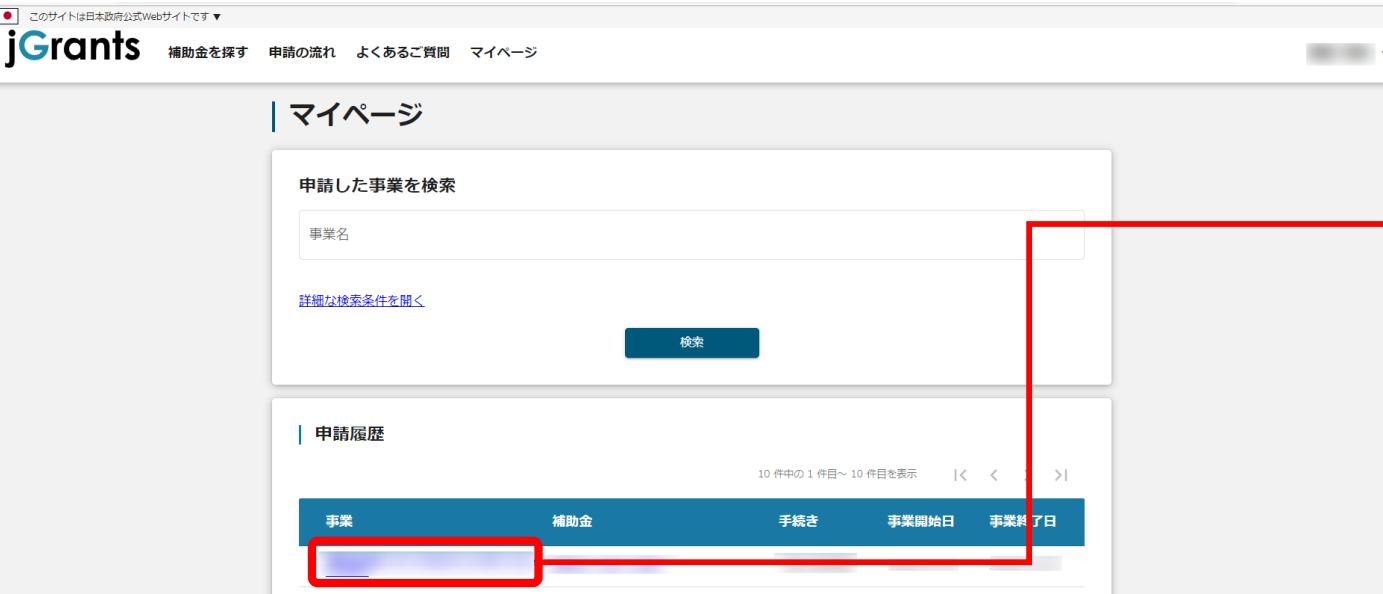 このサイトは日本政府公式Webサイトです ▼
jGrants 補助金を探す 申請の流れ よくあるご質問 マイページ
マイページ
申請した事業を検索
事業名
詳細な検索条件を開く
検索
申請履歴
10 件中の 1 件目～ 10 件目を表示
事業 補助金 手続き 事業開始日 事業終了日